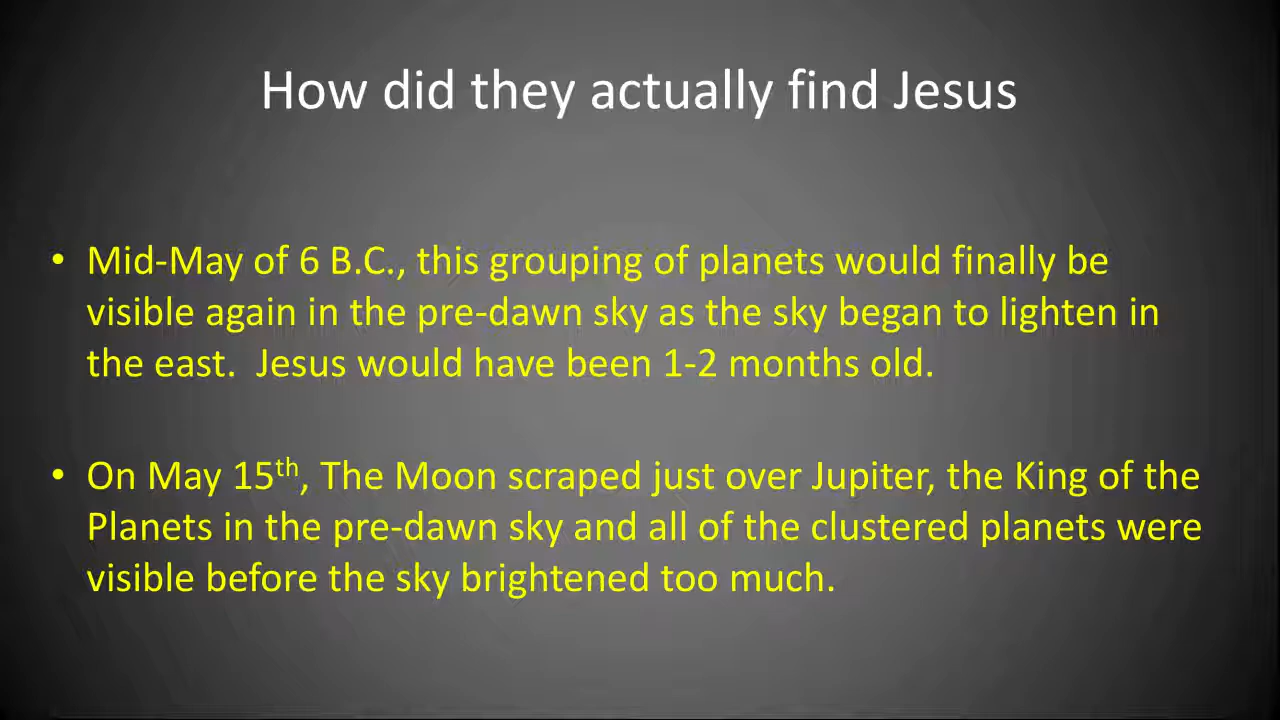 How did they actually find Jesus
• Mid-May of 6 B.C., this grouping of planets would finally be
visible again in the pre-dawn sky as the sky began to lighten in
the east.  Jesus would have been 1-2 months old.
• On May 15th, The Moon scraped just over Jupiter, the King of the
Planets in the pre-dawn sky and all of the clustered planets were
visible before the sky brightened too much.